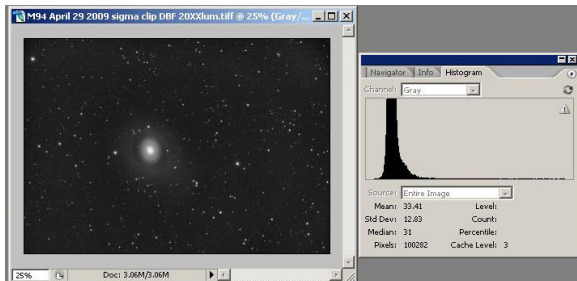 M94 April 29 2009 sigma clip DBF 20XXlum.tiff @ 25% (Gray/...
25%
Doc: 3.06M/3.06M
Navigator
Info
Histogram
Channel: Gray
Source: Entire Image
Mean: 33.41
Level:
Std Dev: 12.83
Count:
Median: 31
Percentile:
Pixels: 100282
Cache Level: 3